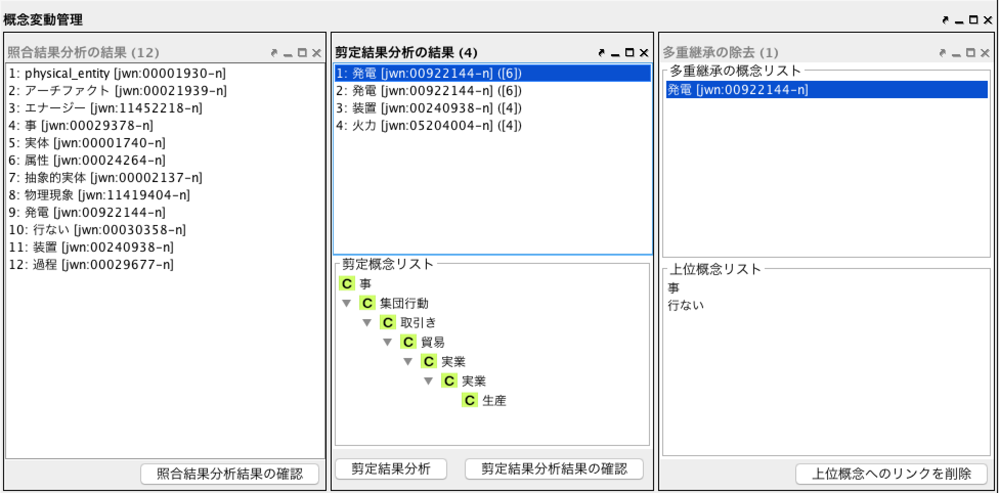 概念変動管理
照合結果分析の結果 (12)
1: physical_entity [jwn:00001930-n]
2: アーチファクト [jwn:00021939-n]
3: エナージー [jwn:11452218-n]
4: 事 [jwn:00029378-n]
5: 実体 [jwn:00001740-n]
6: 属性 [jwn:00024264-n]
7: 抽象的実体 [jwn:00002137-n]
8: 物理現象 [jwn:11419404-n]
9: 発電 [jwn:00922144-n]
10: 行ない [jwn:00030358-n]
11: 装置 [jwn:00240938-n]
12: 過程 [jwn:00029677-n]
照合結果分析結果の確認
剪定結果分析の結果 (4)
1: 発電 [jwn:00922144-n] ([6])
2: 発電 [jwn:00922144-n] ([6])
3: 装置 [jwn:00240938-n] ([4])
4: 火力 [jwn:05204004-n] ([4])
剪定概念リスト
C 事
C 集団行動
C 取引き
C 貿易
C 実業
C 実業
C 生産
剪定結果分析
剪定結果分析結果の確認
多重継承の除去 (1)
多重継承の概念リスト
発電 [jwn:00922144-n]
上位概念リスト
事
行ない
上位概念へのリンクを削除